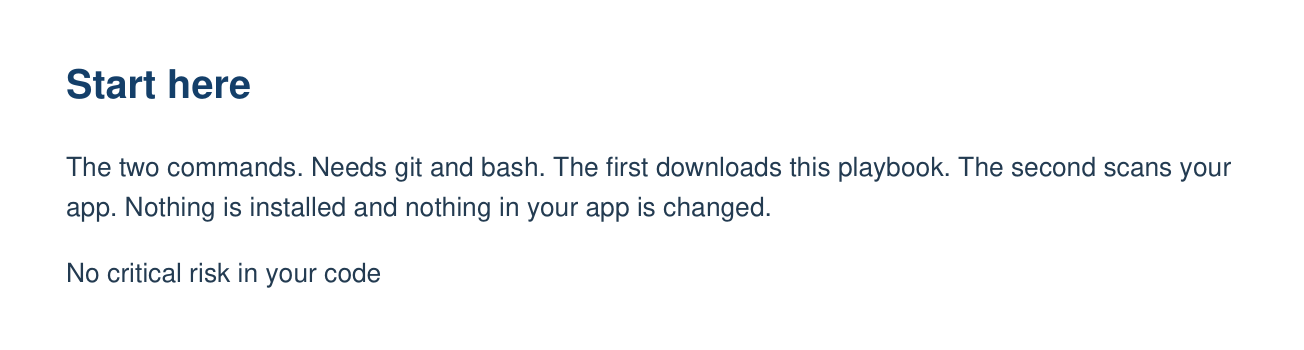 Start here
The two commands. Needs git and bash. The first downloads this playbook. The second scans your
app. Nothing is installed and nothing in your app is changed.
No critical risk in your code